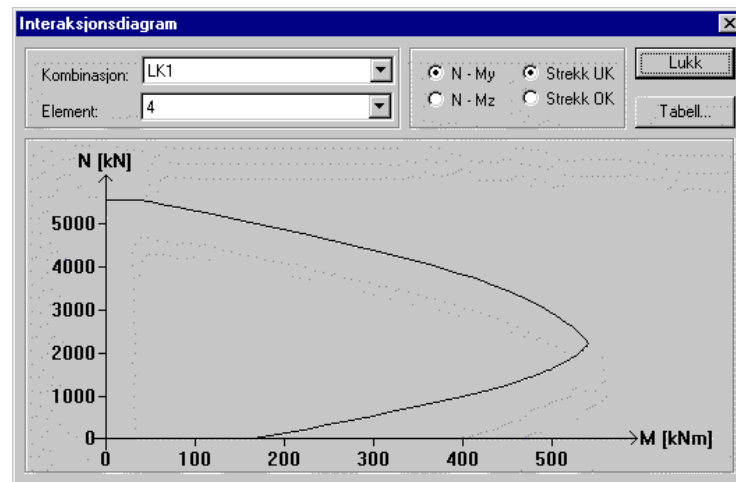 Interaksjonsdiagram
Kombinasjon: LK1
Element: 4
N - My Strekk UK
N - Mz Strekk OK
Lukk
Tabell...
N [kN]
5000
4000
3000
2000
1000
0
M [kNm]
0 100 200 300 400 500